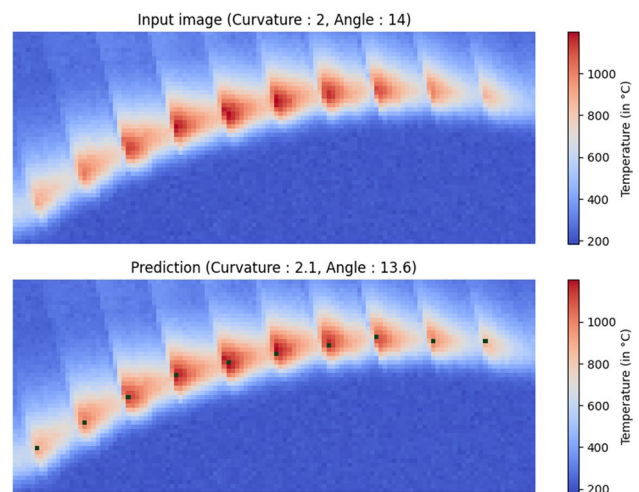 Input image (Curvature : 2, Angle : 14)
1000
800
600
400
200
Temperature (in °C)
Prediction (Curvature : 2.1, Angle : 13.6)
1000
800
600
400
200
Temperature (in °C)